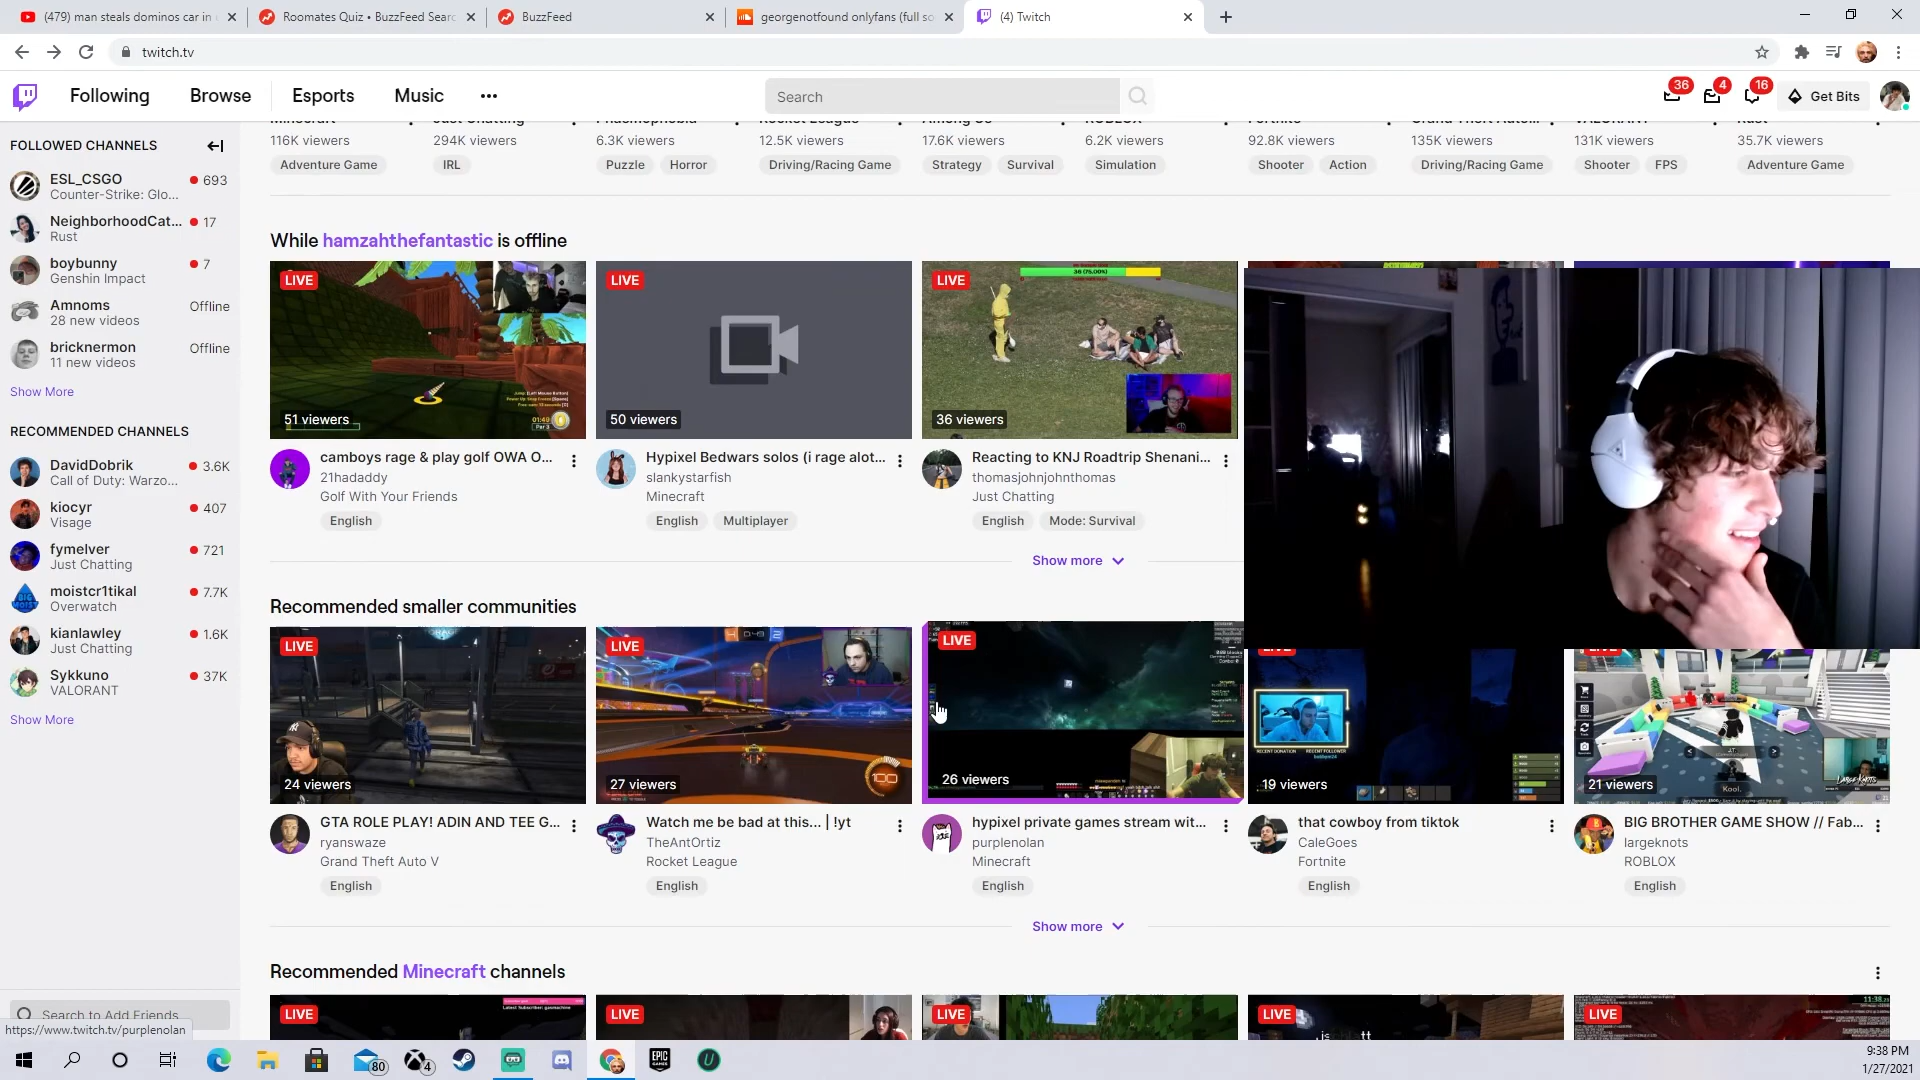 (479) man steals dominos car in
Roomates Quiz • BuzzFeed Searc
BuzzFeed
georgenotfound onlyfans (full so
(4) Twitch
twitch.tv
Following
Browse
Esports
Music
Search
36
4
16
Get Bits
116K viewers
294K viewers
6.3K viewers
12.5K viewers
17.6K viewers
6.2K viewers
92.8K viewers
135K viewers
131K viewers
35.7K viewers
Adventure Game
IRL
Puzzle
Horror
Driving/Racing Game
Strategy
Survival
Simulation
Shooter
Action
Driving/Racing Game
Shooter
FPS
Adventure Game
FOLLOWED CHANNELS
ESL_CSGO
693
Counter-Strike: Glo...
NeighborhoodCat...
17
Rust
boybunny
7
Genshin Impact
Amnoms
Offline
28 new videos
bricknermon
Offline
11 new videos
Show More
RECOMMENDED CHANNELS
DavidDobrik
3.6K
Call of Duty: Warzo...
kiocyr
407
Visage
fymelver
721
Just Chatting
moistcr1tikal
7.7K
Overwatch
kianlawley
1.6K
Just Chatting
Sykkuno
37K
VALORANT
Show More
Search to Add Friends
https://www.twitch.tv/purplenolan
While hamzahthefantastic is offline
LIVE
51 viewers
LIVE
50 viewers
LIVE
36 (75.00%)
36 viewers
camboys rage & play golf OWA O...
21hadaddy
Golf With Your Friends
English
Hypixel Bedwars solos (i rage alot...
slankystarfish
Minecraft
English
Multiplayer
Reacting to KNJ Roadtrip Shenani...
thomasjohnjohnthomas
Just Chatting
English
Mode: Survival
Show more
Recommended smaller communities
LIVE
24 viewers
LIVE
27 viewers
100
LIVE
26 viewers
RECENT DONATION
RECENT FOLLOWER
19 viewers
Kool.
21 viewers
GTA ROLE PLAY! ADIN AND TEE G...
ryanswaze
Grand Theft Auto V
English
Watch me be bad at this... | !yt
TheAntOrtiz
Rocket League
English
hypixel private games stream wit...
purplenolan
Minecraft
English
that cowboy from tiktok
CaleGoes
Fortnite
English
BIG BROTHER GAME SHOW // Fab...
largeknots
ROBLOX
English
Show more
Recommended Minecraft channels
LIVE
LIVE
LIVE
LIVE
LIVE
80
4
9:38 PM
1/27/2021